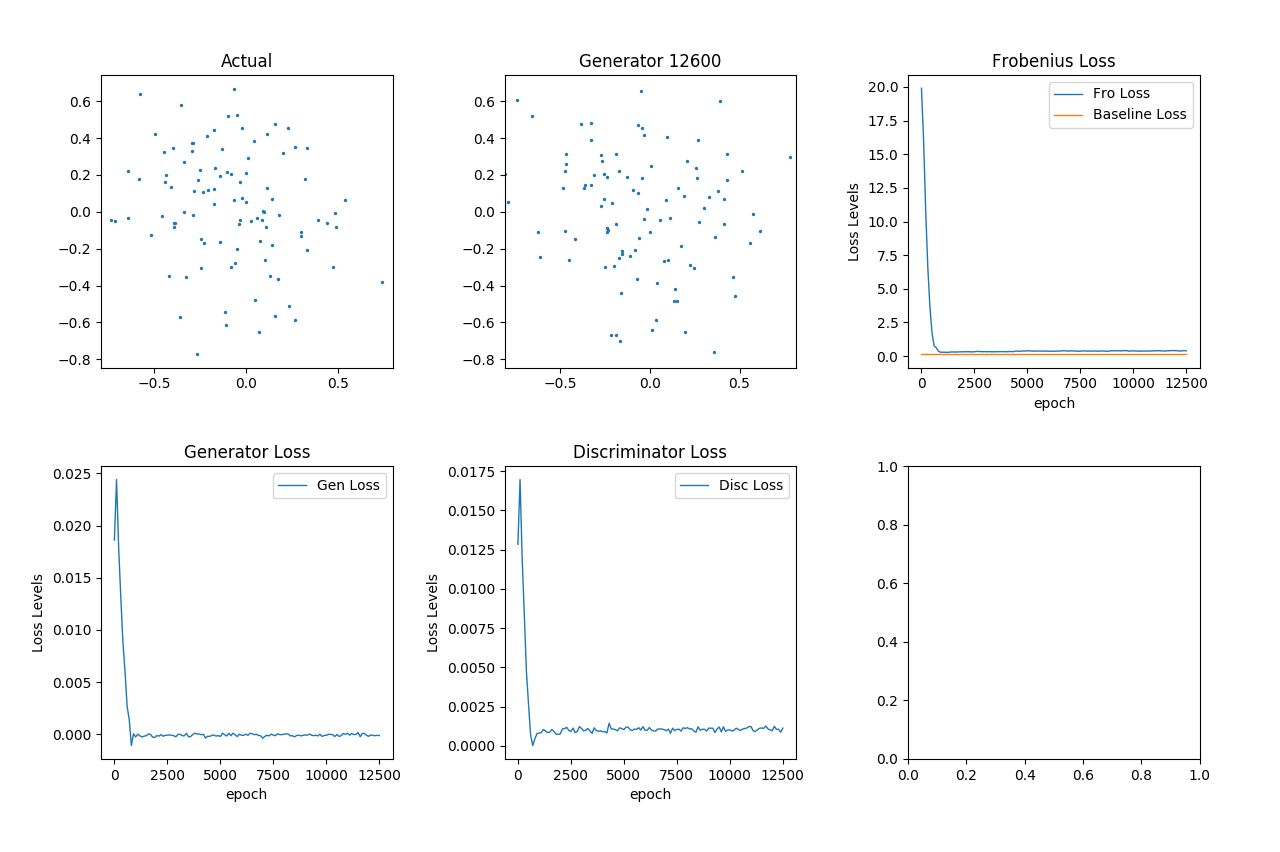 Actual
0.6
0.4
0.2
0.0
−0.2
−0.4
−0.6
−0.8
−0.5 0.0 0.5
Generator 12600
0.6
0.4
0.2
0.0
−0.2
−0.4
−0.6
−0.8
−0.5 0.0 0.5
Frobenius Loss
Fro Loss
Baseline Loss
Loss Levels
20.0
17.5
15.0
12.5
10.0
7.5
5.0
2.5
0.0
0 2500 5000 7500 10000 12500
epoch
Generator Loss
Gen Loss
Loss Levels
0.025
0.020
0.015
0.010
0.005
0.000
0 2500 5000 7500 10000 12500
epoch
Discriminator Loss
Disc Loss
Loss Levels
0.0175
0.0150
0.0125
0.0100
0.0075
0.0050
0.0025
0.0000
0 2500 5000 7500 10000 12500
epoch
1.0
0.8
0.6
0.4
0.2
0.0
0.0 0.2 0.4 0.6 0.8 1.0